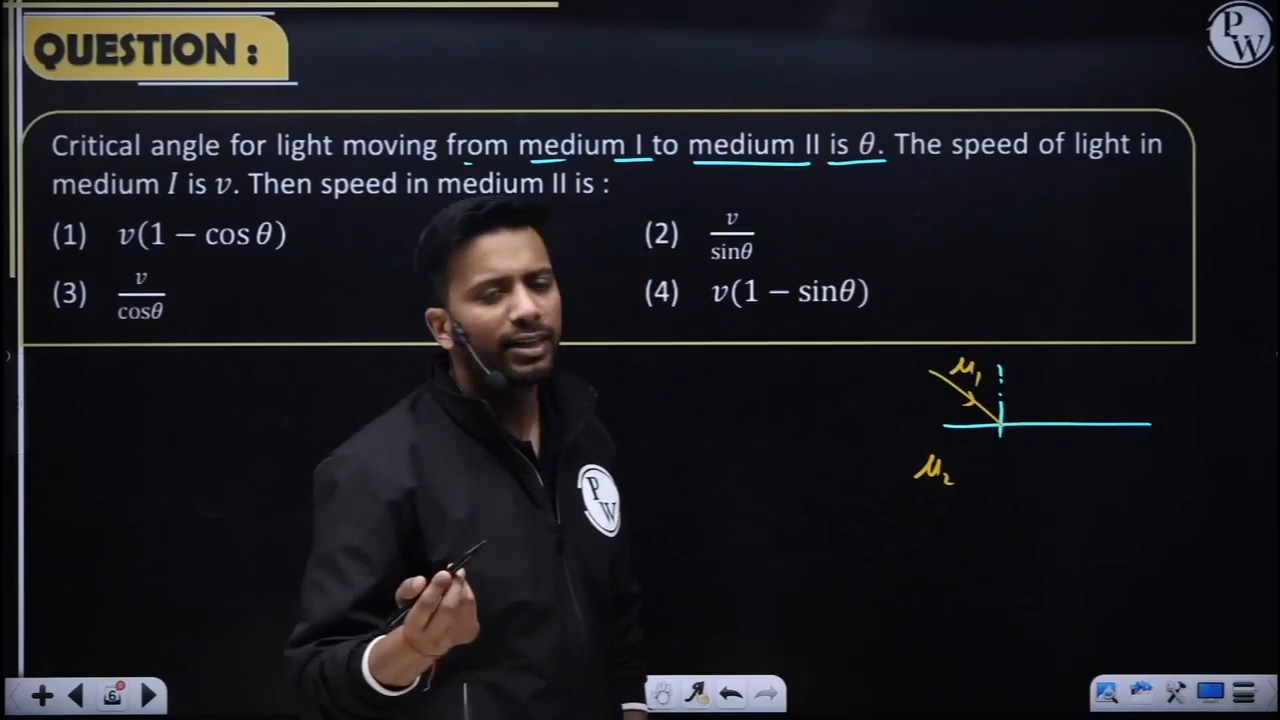 QUESTION :
P
W
Critical angle for light moving from medium I to medium II is θ. The speed of light in
medium I is v. Then speed in medium II is :
(1) v(1 − cos θ)
(2) v/sinθ
(3) v/cosθ
(4) v(1 − sinθ)
μ₁
μ₂
P
W
6